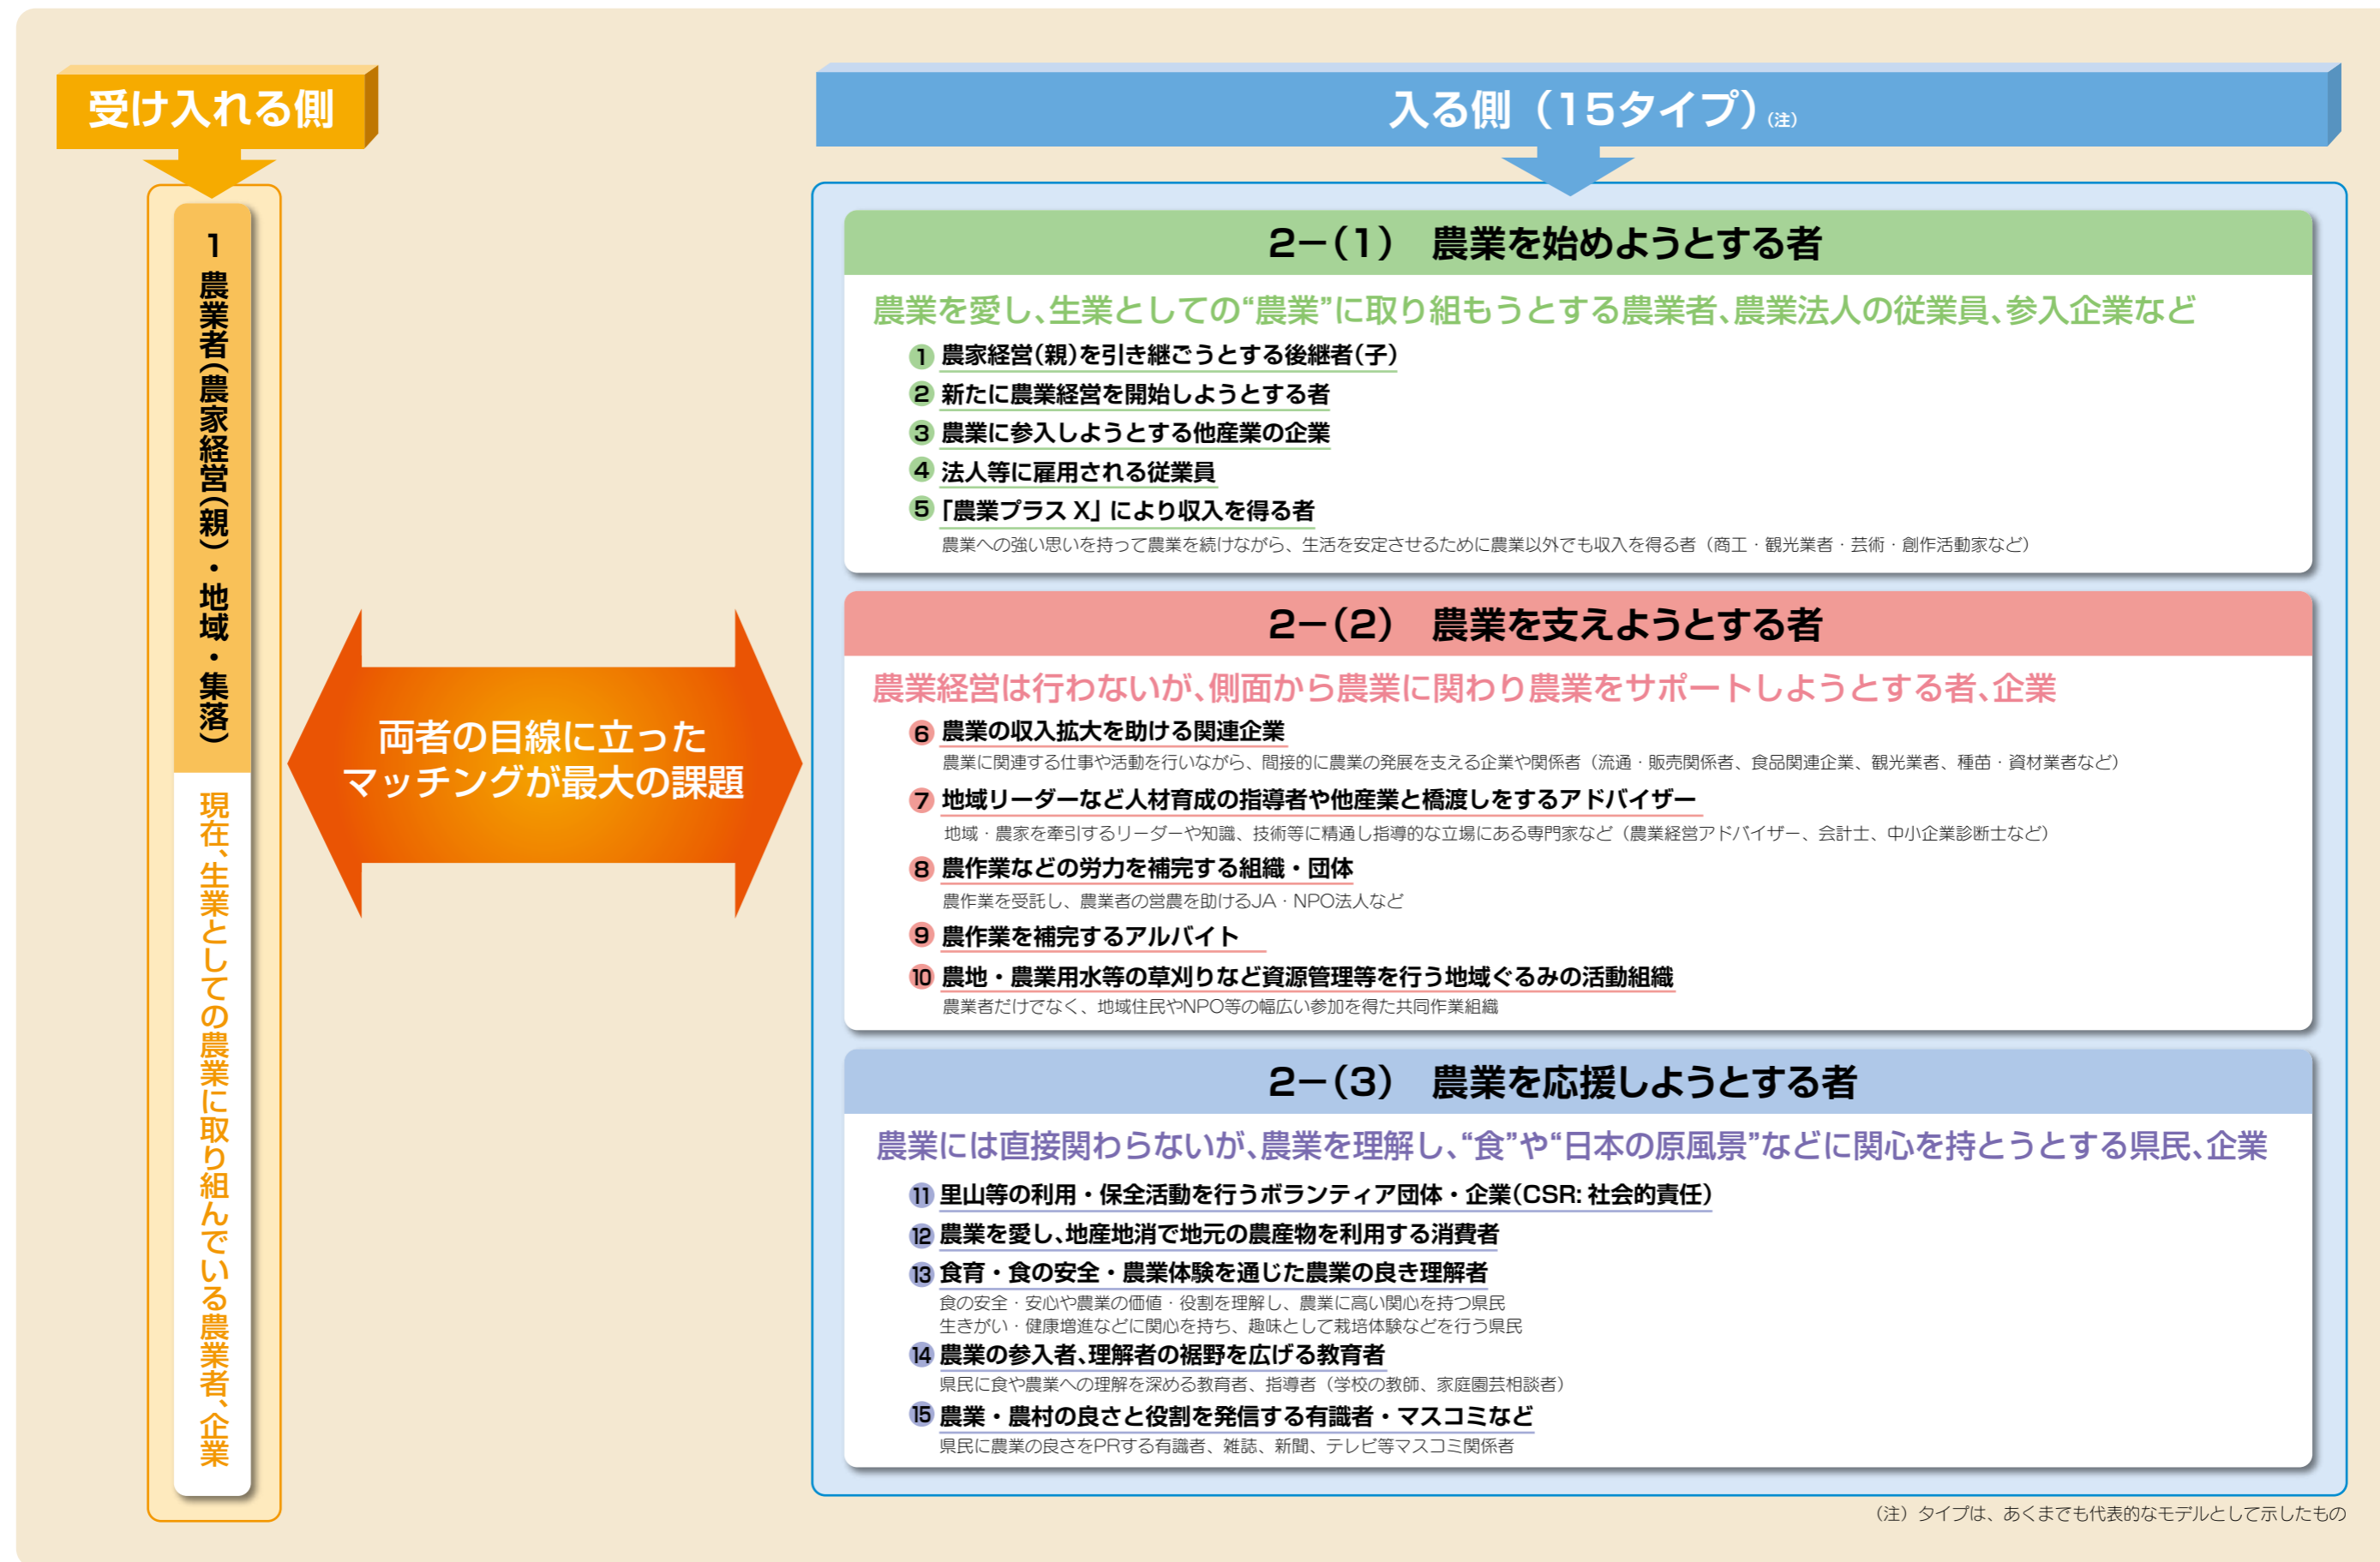 受け入れる側
1 農業者(農家経営(親)・地域・集落)
現在、生業としての農業に取り組んでいる農業者、企業
両者の目線に立った
マッチングが最大の課題
入る側（15タイプ）(注)
2−(1)　農業を始めようとする者
農業を愛し、生業としての“農業”に取り組もうとする農業者、農業法人の従業員、参入企業など
1 農家経営(親)を引き継ごうとする後継者(子)
2 新たに農業経営を開始しようとする者
3 農業に参入しようとする他産業の企業
4 法人等に雇用される従業員
5 「農業プラス X」により収入を得る者
農業への強い思いを持って農業を続けながら、生活を安定させるために農業以外でも収入を得る者（商工・観光業者・芸術・創作活動家など）
2−(2)　農業を支えようとする者
農業経営は行わないが、側面から農業に関わり農業をサポートしようとする者、企業
6 農業の収入拡大を助ける関連企業
農業に関連する仕事や活動を行いながら、間接的に農業の発展を支える企業や関係者（流通・販売関係者、食品関連企業、観光業者、種苗・資材業者など）
7 地域リーダーなど人材育成の指導者や他産業と橋渡しをするアドバイザー
地域・農家を牽引するリーダーや知識、技術等に精通し指導的な立場にある専門家など（農業経営アドバイザー、会計士、中小企業診断士など）
8 農作業などの労力を補完する組織・団体
農作業を受託し、農業者の営農を助けるJA・NPO法人など
9 農作業を補完するアルバイト
10 農地・農業用水等の草刈りなど資源管理等を行う地域ぐるみの活動組織
農業者だけでなく、地域住民やNPO等の幅広い参加を得た共同作業組織
2−(3)　農業を応援しようとする者
農業には直接関わらないが、農業を理解し、“食”や“日本の原風景”などに関心を持とうとする県民、企業
11 里山等の利用・保全活動を行うボランティア団体・企業(CSR: 社会的責任)
12 農業を愛し、地産地消で地元の農産物を利用する消費者
13 食育・食の安全・農業体験を通じた農業の良き理解者
食の安全・安心や農業の価値・役割を理解し、農業に高い関心を持つ県民
生きがい・健康増進などに関心を持ち、趣味として栽培体験などを行う県民
14 農業の参入者、理解者の裾野を広げる教育者
県民に食や農業への理解を深める教育者、指導者（学校の教師、家庭園芸相談者）
15 農業・農村の良さと役割を発信する有識者・マスコミなど
県民に農業の良さをPRする有識者、雑誌、新聞、テレビ等マスコミ関係者
（注）タイプは、あくまでも代表的なモデルとして示したもの